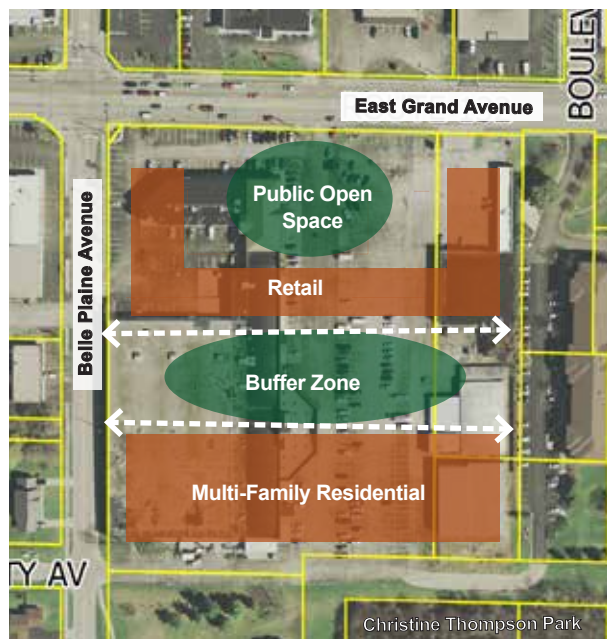 BOULEV
East Grand Avenue
Belle Plaine Avenue
Public Open
Space
Retail
Buffer Zone
Multi-Family Residential
TY AV
Christine Thompson Park